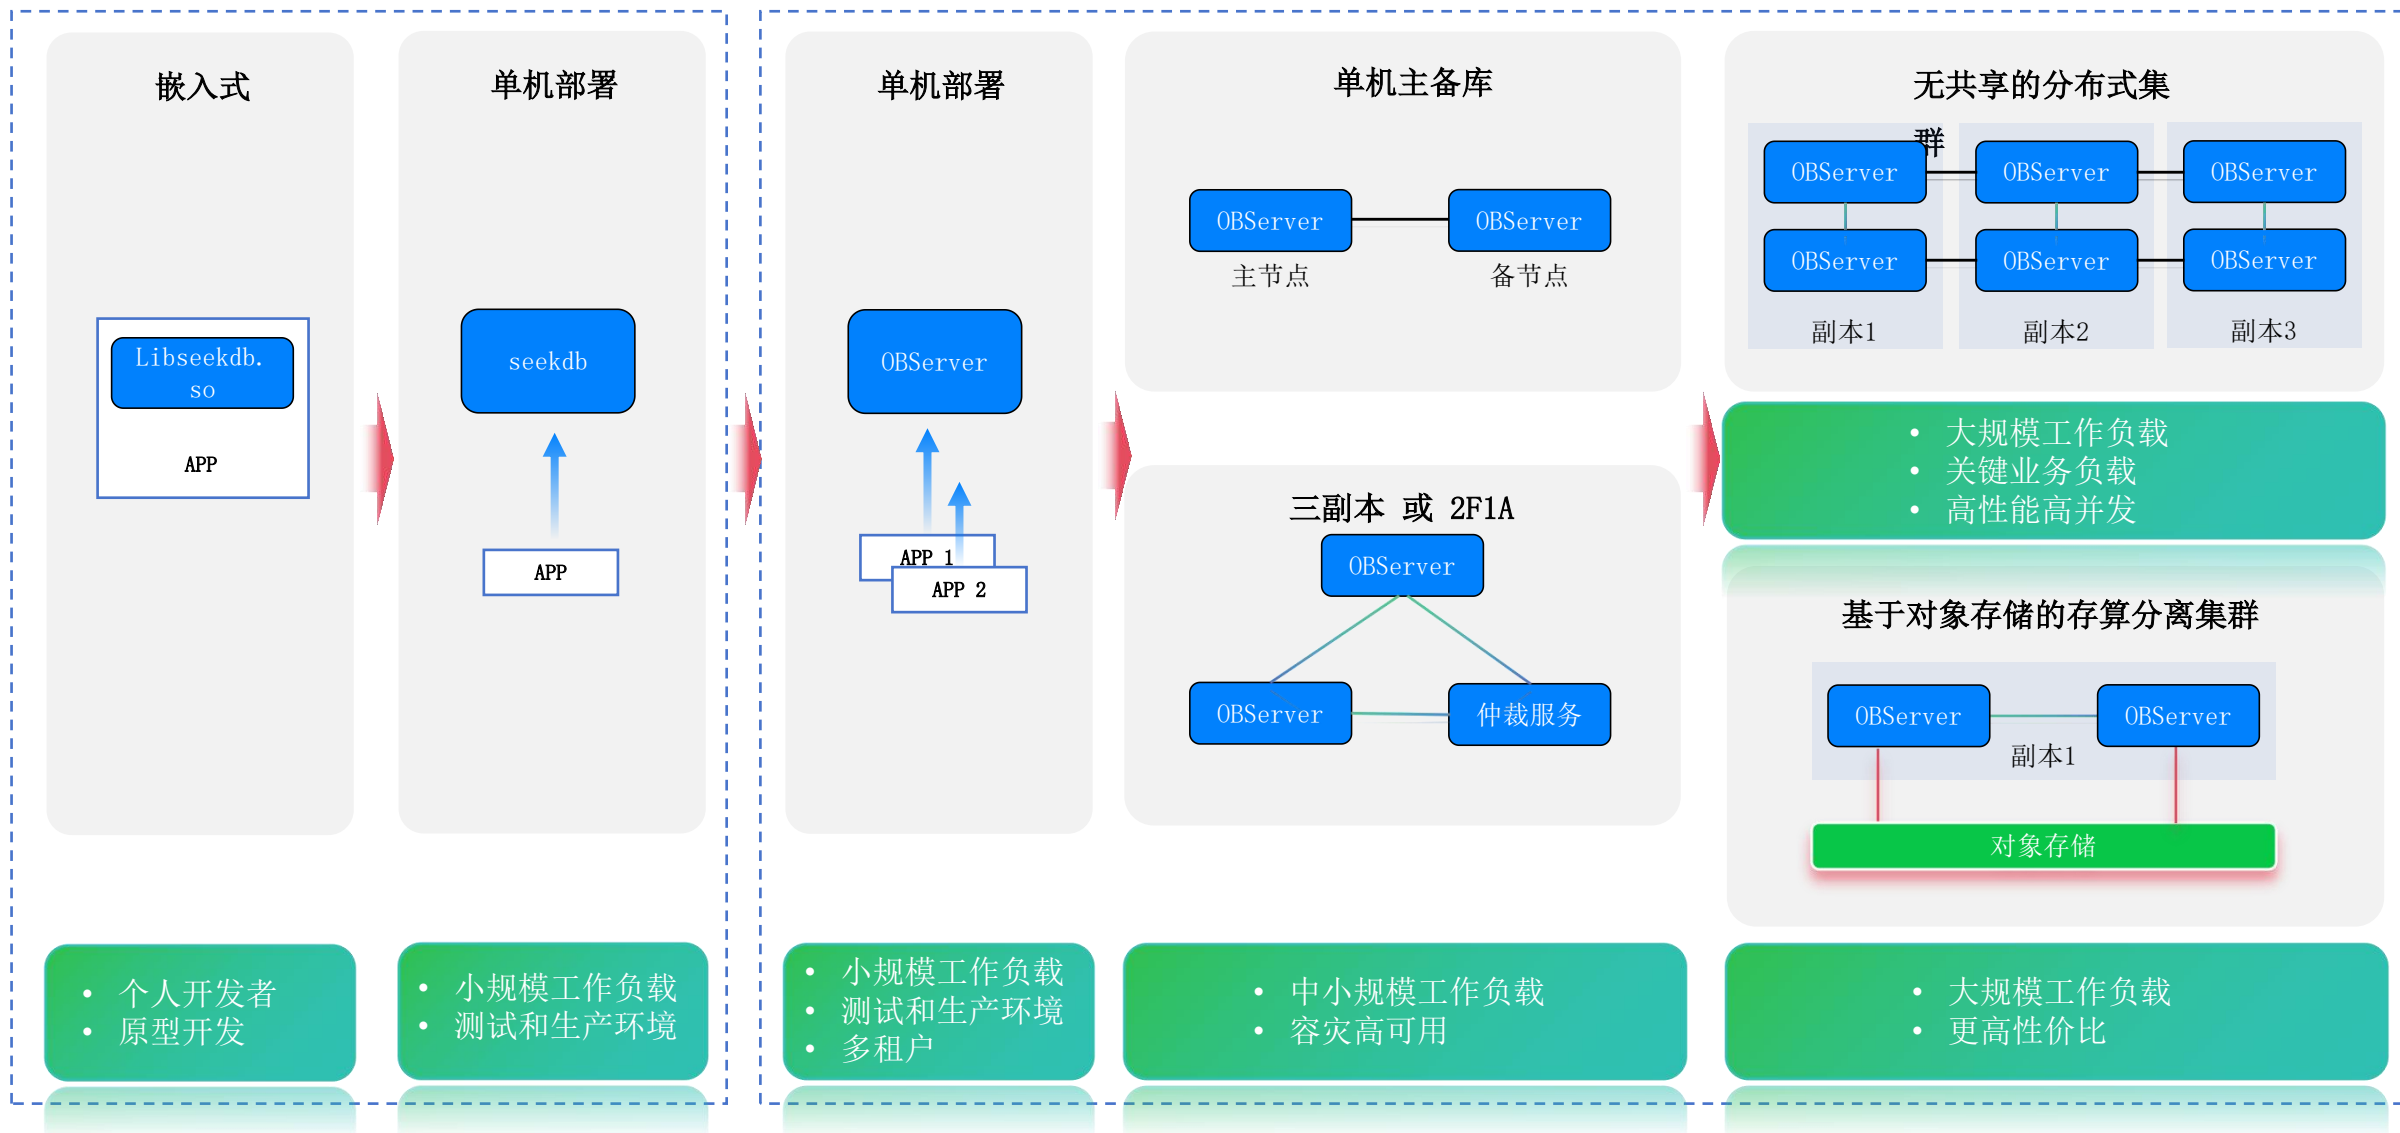 嵌入式
Libseekdb.
so
APP
个人开发者
原型开发
单机部署
seekdb
APP
小规模工作负载
测试和生产环境
单机部署
OBServer
APP 1
APP 2
小规模工作负载
测试和生产环境
多租户
单机主备库
OBServer
OBServer
主节点
备节点
三副本 或 2F1A
OBServer
OBServer
仲裁服务
中小规模工作负载
容灾高可用
无共享的分布式集
群
OBServer
OBServer
OBServer
OBServer
OBServer
OBServer
副本1
副本2
副本3
大规模工作负载
关键业务负载
高性能高并发
基于对象存储的存算分离集群
OBServer
OBServer
副本1
对象存储
大规模工作负载
更高性价比